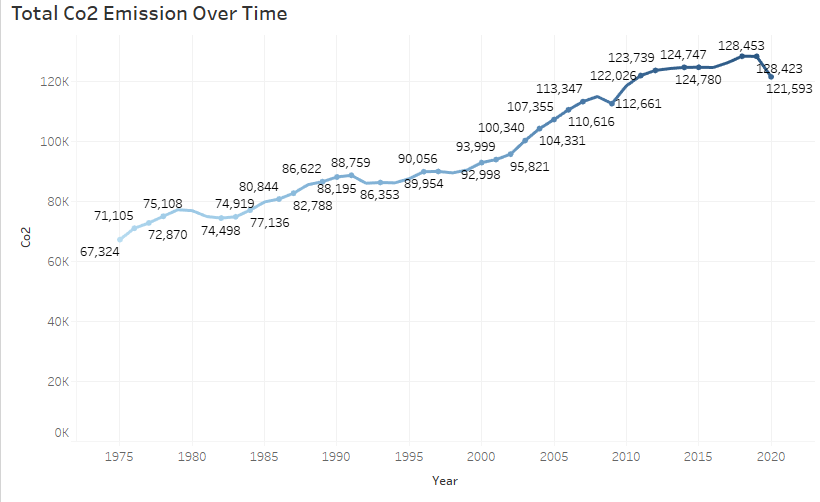 Total Co2 Emission Over Time
128,453
123,739 124,747
128,423
120K
122,026
124,780
121,593
113,347
112,661
107,355
110,616
100,340
100K
104,331
93,999
90,056
95,821
86,622 88,759
92,998
80,844
88,195
89,954
86,353
80K
75,108
74,919
82,788
71,105
77,136
72,870
74,498
67,324
60K
Co2
40K
20K
0K
1975 1980 1985 1990 1995 2000 2005 2010 2015 2020
Year